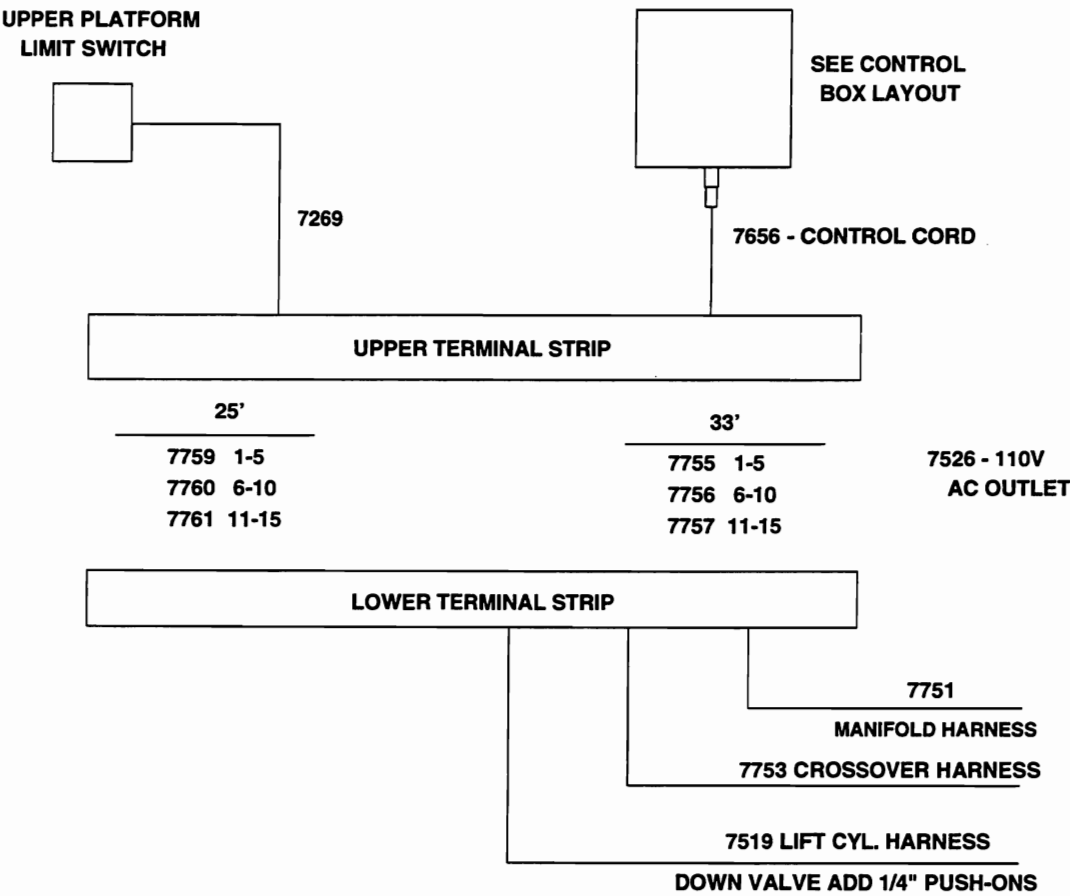 UPPER PLATFORM
LIMIT SWITCH
SEE CONTROL
BOX LAYOUT
7269
7656 - CONTROL CORD
UPPER TERMINAL STRIP
25'
7759 1-5
7760 6-10
7761 11-15
33'
7755 1-5
7756 6-10
7757 11-15
7526 - 110V
AC OUTLET
LOWER TERMINAL STRIP
7751
MANIFOLD HARNESS
7753 CROSSOVER HARNESS
7519 LIFT CYL. HARNESS
DOWN VALVE ADD 1/4" PUSH-ONS